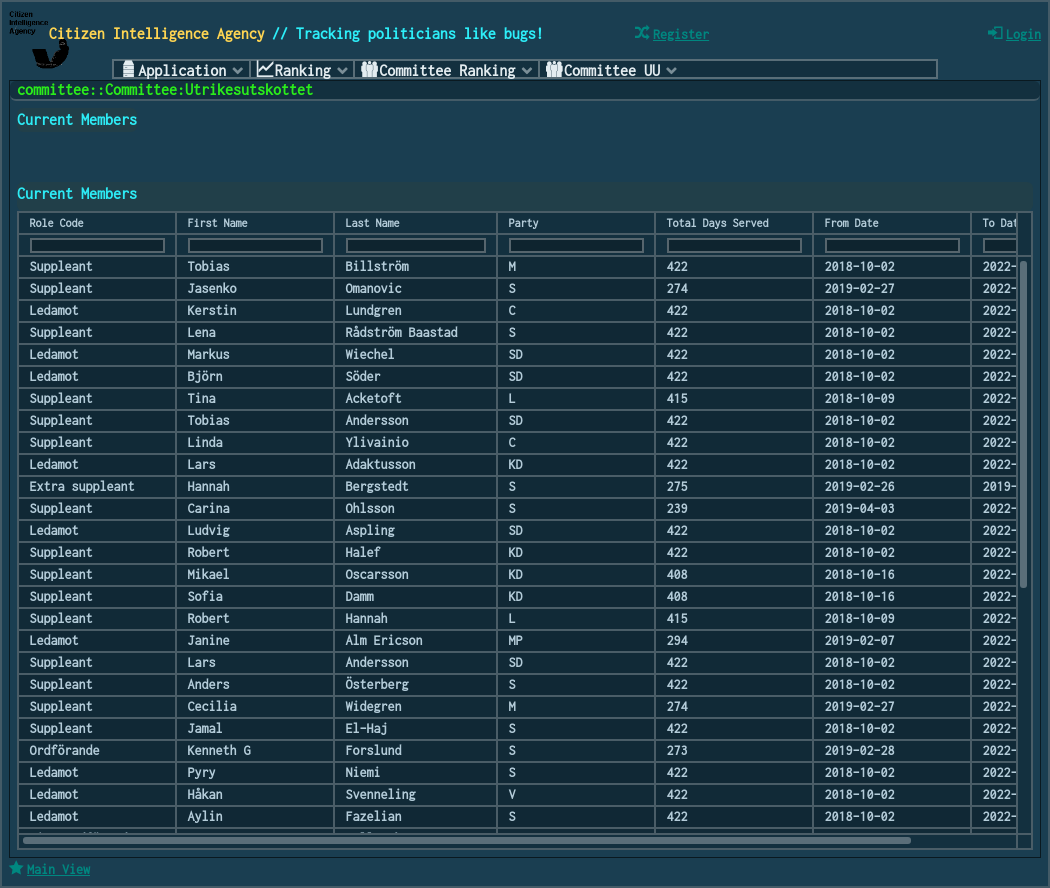 Citizen
Intelligence
Agency
Citizen Intelligence Agency // Tracking politicians like bugs!
Register
Login
Application Ranking Committee Ranking Committee UU
committee::Committee:Utrikesutskottet
Current Members
Current Members
Role Code First Name Last Name Party Total Days Served From Date To Dat
Suppleant Tobias Billström M 422 2018-10-02 2022-
Suppleant Jasenko Omanovic S 274 2019-02-27 2022-
Ledamot Kerstin Lundgren C 422 2018-10-02 2022-
Suppleant Lena Rådström Baastad S 422 2018-10-02 2022-
Ledamot Markus Wiechel SD 422 2018-10-02 2022-
Ledamot Björn Söder SD 422 2018-10-02 2022-
Suppleant Tina Acketoft L 415 2018-10-09 2022-
Suppleant Tobias Andersson SD 422 2018-10-02 2022-
Suppleant Linda Ylivainio C 422 2018-10-02 2022-
Ledamot Lars Adaktusson KD 422 2018-10-02 2022-
Extra suppleant Hannah Bergstedt S 275 2019-02-26 2019-
Suppleant Carina Ohlsson S 239 2019-04-03 2022-
Ledamot Ludvig Aspling SD 422 2018-10-02 2022-
Suppleant Robert Halef KD 422 2018-10-02 2022-
Suppleant Mikael Oscarsson KD 408 2018-10-16 2022-
Suppleant Sofia Damm KD 408 2018-10-16 2022-
Suppleant Robert Hannah L 415 2018-10-09 2022-
Ledamot Janine Alm Ericson MP 294 2019-02-07 2022-
Suppleant Lars Andersson SD 422 2018-10-02 2022-
Suppleant Anders Österberg S 422 2018-10-02 2022-
Suppleant Cecilia Widegren M 274 2019-02-27 2022-
Suppleant Jamal El-Haj S 422 2018-10-02 2022-
Ordförande Kenneth G Forslund S 273 2019-02-28 2022-
Ledamot Pyry Niemi S 422 2018-10-02 2022-
Ledamot Håkan Svenneling V 422 2018-10-02 2022-
Ledamot Aylin Fazelian S 422 2018-10-02 2022-
Main View